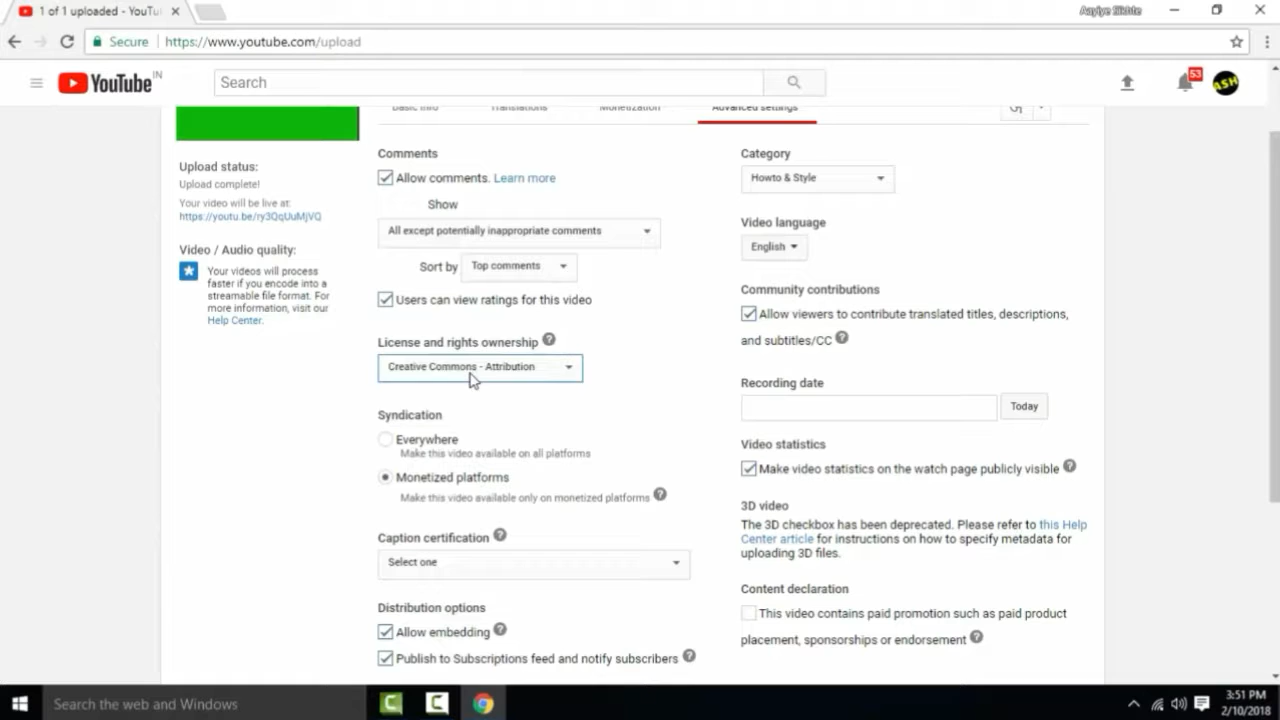 1 of 1 uploaded - YouTu
Aayiye Sikhte
Secure
https://www.youtube.com/upload
YouTube IN
Search
53
ASH
Basic info
Translations
Monetization
Advanced settings
Upload status:
Upload complete!
Your video will be live at:
https://youtu.be/ry3QqUuMjVQ
Video / Audio quality:
Your videos will process
faster if you encode into a
streamable file format. For
more information, visit our
Help Center.
Comments
Allow comments. Learn more
Show
All except potentially inappropriate comments
Sort by
Top comments
Users can view ratings for this video
License and rights ownership ?
Creative Commons - Attribution
Syndication
Everywhere
Make this video available on all platforms
Monetized platforms
Make this video available only on monetized platforms ?
Caption certification ?
Select one
Distribution options
Allow embedding ?
Publish to Subscriptions feed and notify subscribers ?
Category
Howto & Style
Video language
English
Community contributions
Allow viewers to contribute translated titles, descriptions,
and subtitles/CC ?
Recording date
Today
Video statistics
Make video statistics on the watch page publicly visible ?
3D video
The 3D checkbox has been deprecated. Please refer to this Help
Center article for instructions on how to specify metadata for
uploading 3D files.
Content declaration
This video contains paid promotion such as paid product
placement, sponsorships or endorsement ?
Search the web and Windows
3:51 PM
2/10/2018